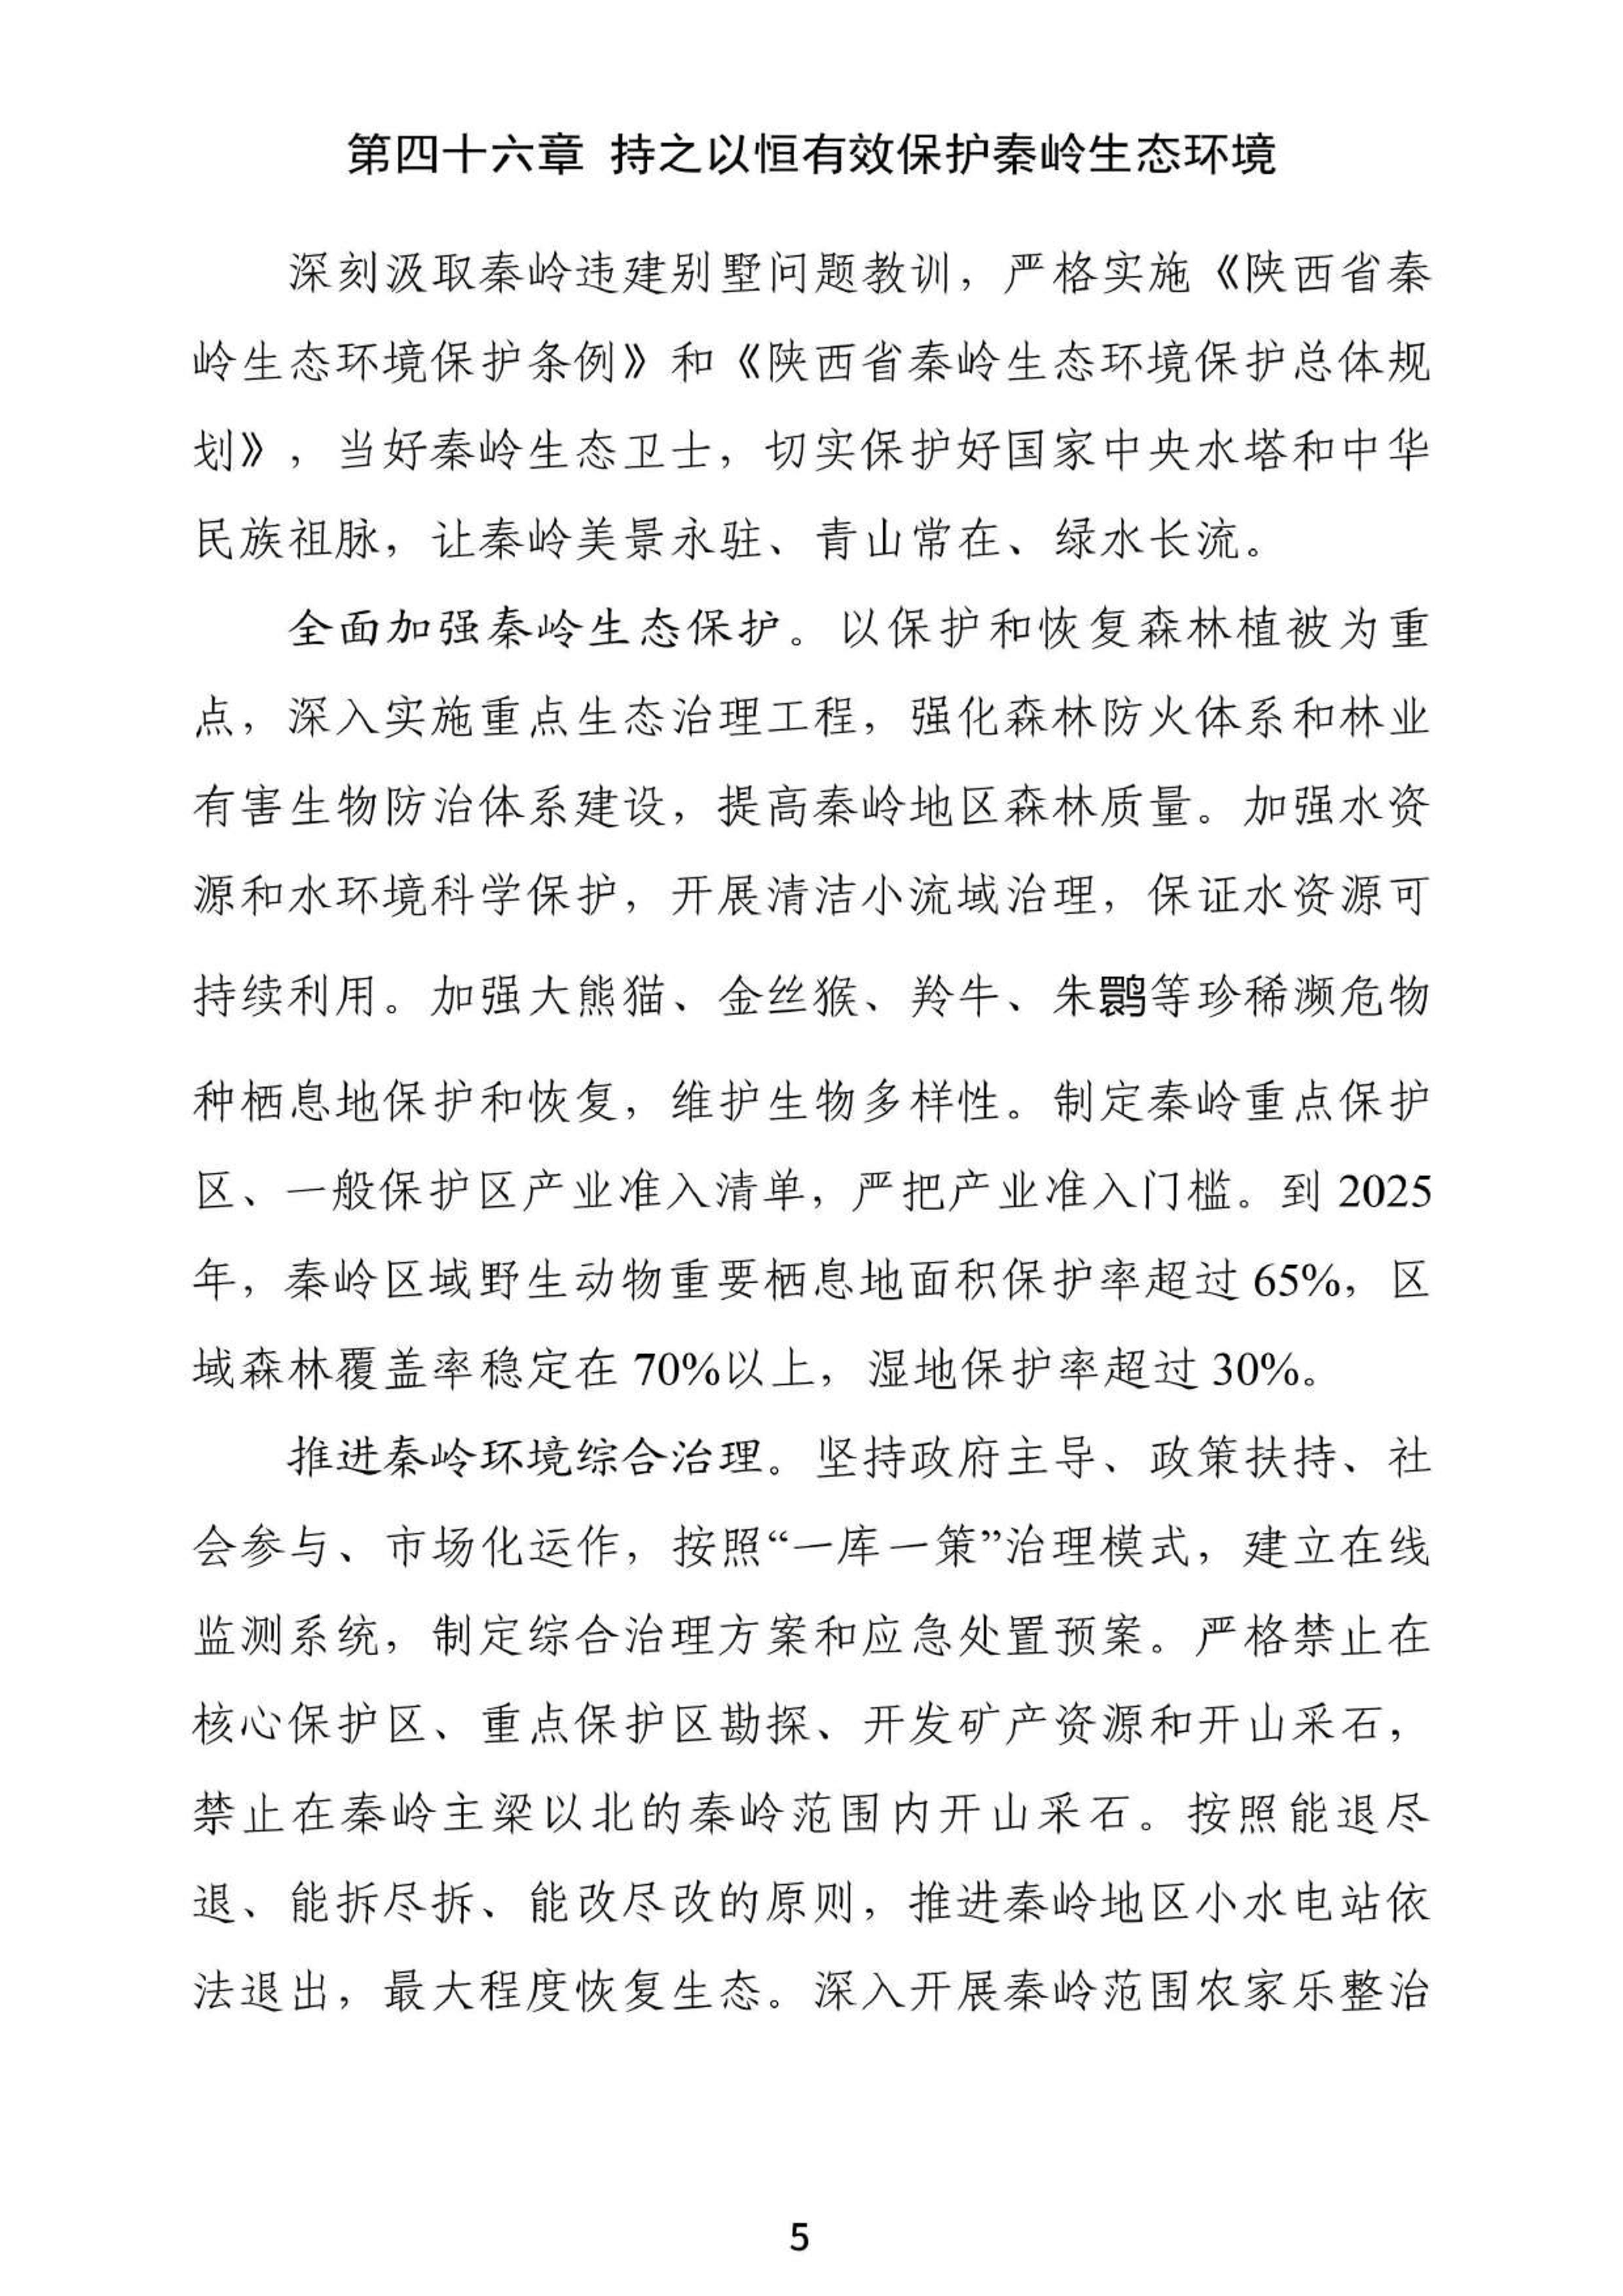 第四十六章 持之以恒有效保护秦岭生态环境
深刻汲取秦岭违建别墅问题教训，严格实施《陕西省秦
岭生态环境保护条例》和《陕西省秦岭生态环境保护总体规
划》，当好秦岭生态卫士，切实保护好国家中央水塔和中华
民族祖脉，让秦岭美景永驻、青山常在、绿水长流。
全面加强秦岭生态保护。以保护和恢复森林植被为重
点，深入实施重点生态治理工程，强化森林防火体系和林业
有害生物防治体系建设，提高秦岭地区森林质量。加强水资
源和水环境科学保护，开展清洁小流域治理，保证水资源可
持续利用。加强大熊猫、金丝猴、羚牛、朱鹮等珍稀濒危物
种栖息地保护和恢复，维护生物多样性。制定秦岭重点保护
区、一般保护区产业准入清单，严把产业准入门槛。到 2025
年，秦岭区域野生动物重要栖息地面积保护率超过 65%，区
域森林覆盖率稳定在 70%以上，湿地保护率超过 30%。
推进秦岭环境综合治理。坚持政府主导、政策扶持、社
会参与、市场化运作，按照“一库一策”治理模式，建立在线
监测系统，制定综合治理方案和应急处置预案。严格禁止在
核心保护区、重点保护区勘探、开发矿产资源和开山采石，
禁止在秦岭主梁以北的秦岭范围内开山采石。按照能退尽
退、能拆尽拆、能改尽改的原则，推进秦岭地区小水电站依
法退出，最大程度恢复生态。深入开展秦岭范围农家乐整治
5